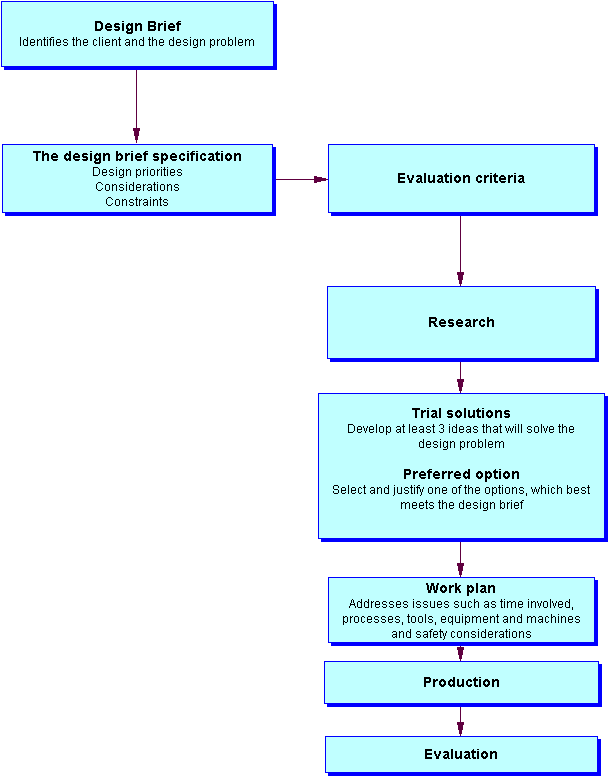 Design Brief
Identifies the client and the design problem
The design brief specification
Design priorities
Considerations
Constraints
Evaluation criteria
Research
Trial solutions
Develop at least 3 ideas that will solve the
design problem
Preferred option
Select and justify one of the options, which best
meets the design brief
Work plan
Addresses issues such as time involved,
processes, tools, equipment and machines
and safety considerations
Production
Evaluation